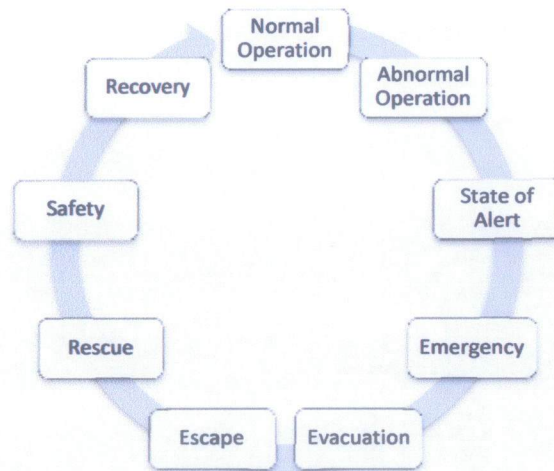 Normal
Operation
Abnormal
Operation
State of
Alert
Emergency
Evacuation
Escape
Rescue
Safety
Recovery